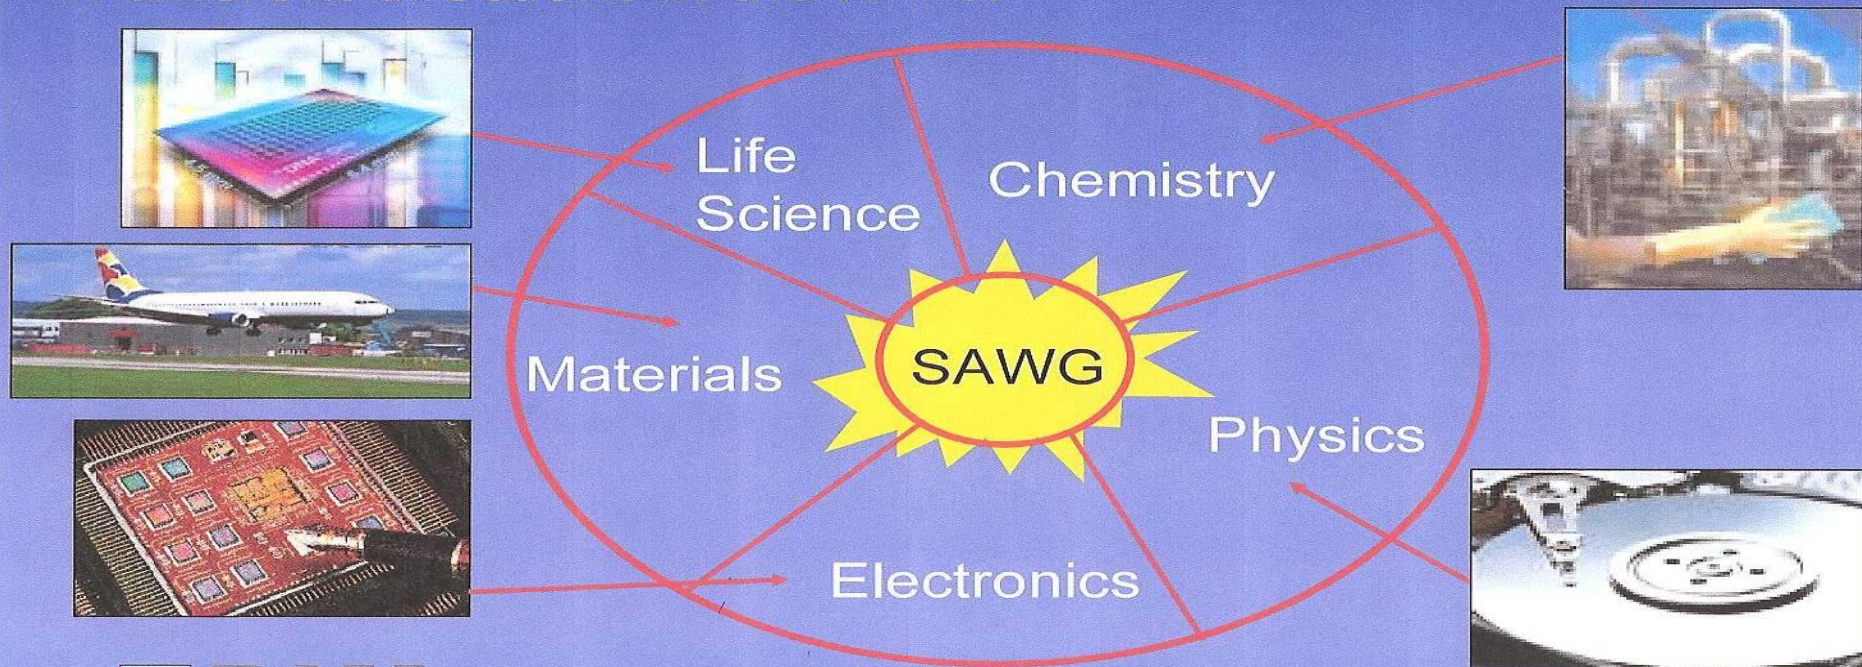 Life
Science
Chemistry
SAWG
Materials
Physics
Electronics